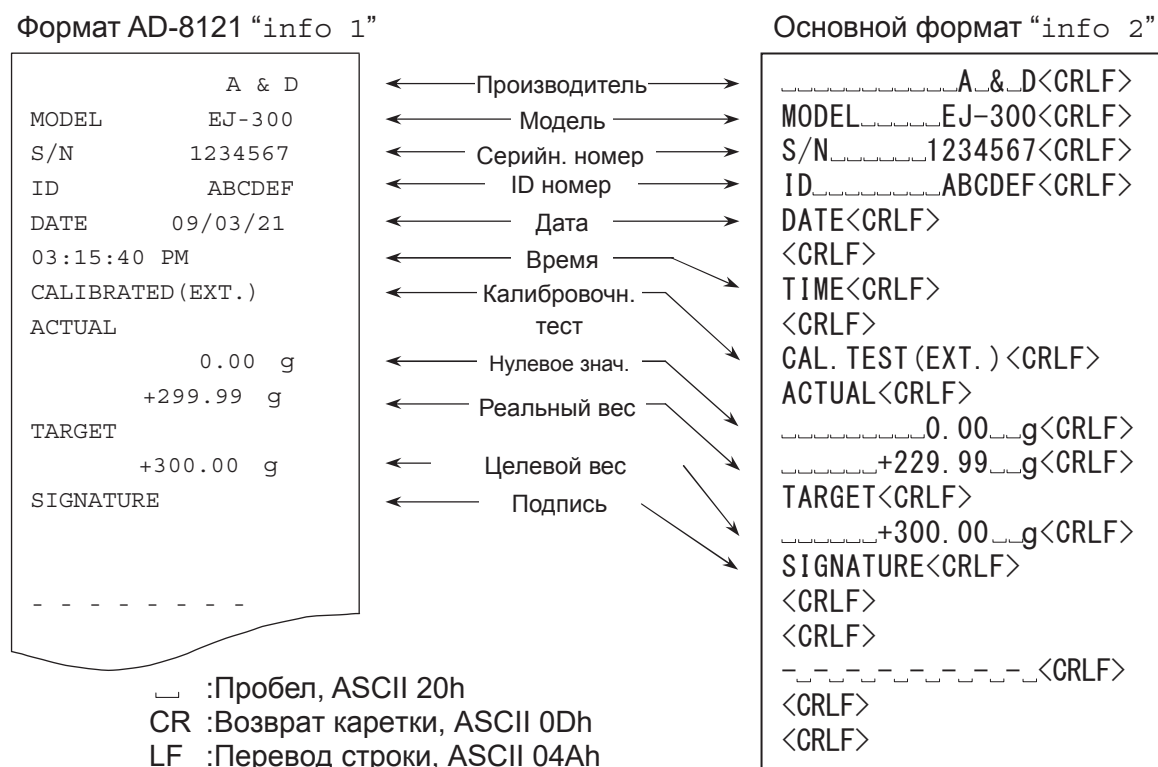 Формат AD-8121 “info 1”
A & D
MODEL EJ-300
S/N 1234567
ID ABCDEF
DATE 09/03/21
03:15:40 PM
CALIBRATED(EXT.)
ACTUAL
0.00 g
+299.99 g
TARGET
+300.00 g
SIGNATURE
- - - - - - - -
Производитель
Модель
Серийн. номер
ID номер
Дата
Время
Калибровочн.
тест
Нулевое знач.
Реальный вес
Целевой вес
Подпись
Основной формат “info 2”
␣␣␣␣␣␣␣␣␣␣␣A␣&␣D<CRLF>
MODEL␣␣␣␣␣EJ-300<CRLF>
S/N␣␣␣␣␣␣1234567<CRLF>
ID␣␣␣␣␣␣␣␣ABCDEF<CRLF>
DATE<CRLF>
<CRLF>
TIME<CRLF>
<CRLF>
CAL.TEST(EXT.)<CRLF>
ACTUAL<CRLF>
␣␣␣␣␣␣␣␣␣0.00␣␣g<CRLF>
␣␣␣␣␣␣+229.99␣␣g<CRLF>
TARGET<CRLF>
␣␣␣␣␣␣+300.00␣␣g<CRLF>
SIGNATURE<CRLF>
<CRLF>
<CRLF>
-␣-␣-␣-␣-␣-␣-␣-␣<CRLF>
<CRLF>
<CRLF>
␣ :Пробел, ASCII 20h
CR :Возврат каретки, ASCII 0Dh
LF :Перевод строки, ASCII 04Ah